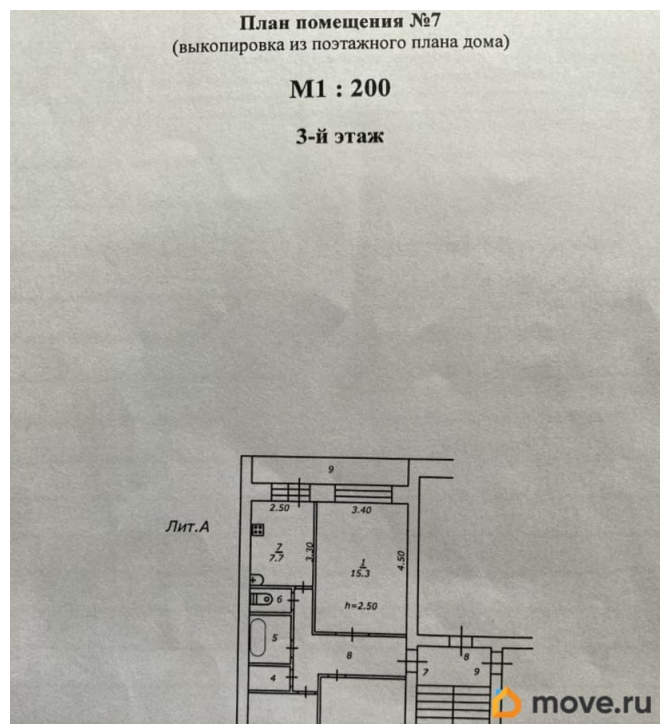 План помещения №7
(выкопировка из поэтажного плана дома)
М1 : 200
3-й этаж
9
2.50
3.40
Лит.А
7
7.7
3.30
1
15.3
4.50
h=2.50
6
5
8
4
7
8
9
move.ru